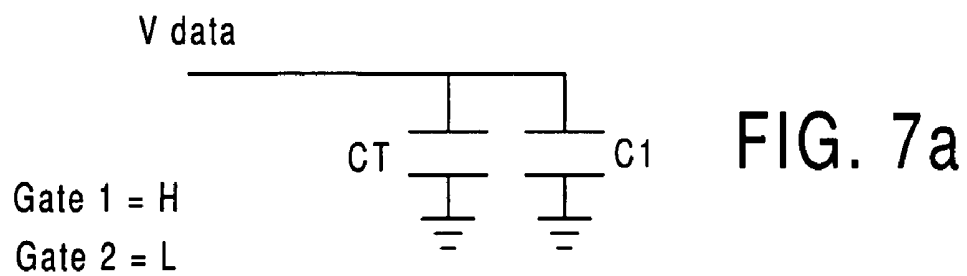 V data
CT
C1
FIG. 7a
Gate 1 = H
Gate 2 = L